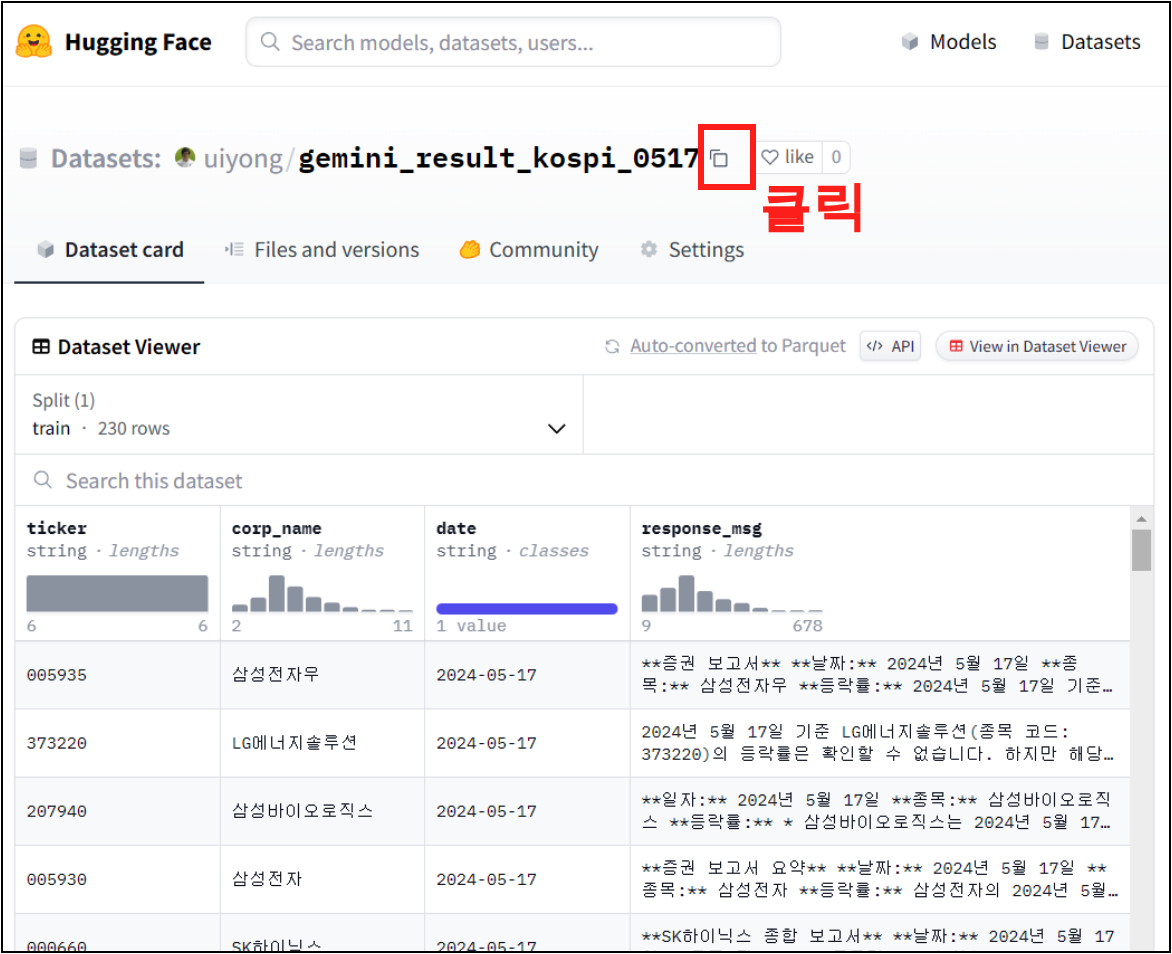 Hugging Face Search models, datasets, users... Models Datasets
Datasets: uiyong/gemini_result_kospi_0517 like 0
클릭
Dataset card Files and versions Community Settings
Dataset Viewer Auto-converted to Parquet </> API View in Dataset Viewer
Split (1)
train · 230 rows
Search this dataset
ticker corp_name date response_msg
string · lengths string · lengths string · classes string · lengths
6 6 2 11 1 value 9 678
005935 삼성전자우 2024-05-17 **증권 보고서** **날짜:** 2024년 5월 17일 **종
목:** 삼성전자우 **등락률:** 2024년 5월 17일 기준…
373220 LG에너지솔루션 2024-05-17 2024년 5월 17일 기준 LG에너지솔루션(종목 코드:
373220)의 등락률은 확인할 수 없습니다. 하지만 해당…
207940 삼성바이오로직스 2024-05-17 **일자:** 2024년 5월 17일 **종목:** 삼성바이오로직
스 **등락률:** * 삼성바이오로직스는 2024년 5월 17…
005930 삼성전자 2024-05-17 **증권 보고서 요약** **날짜:** 2024년 5월 17일 **
종목:** 삼성전자 **등락률:** 삼성전자의 2024년 5월…
000660 SK하이닉스 2024-05-17 **SK하이닉스 종합 보고서** **날짜:** 2024년 5월 17